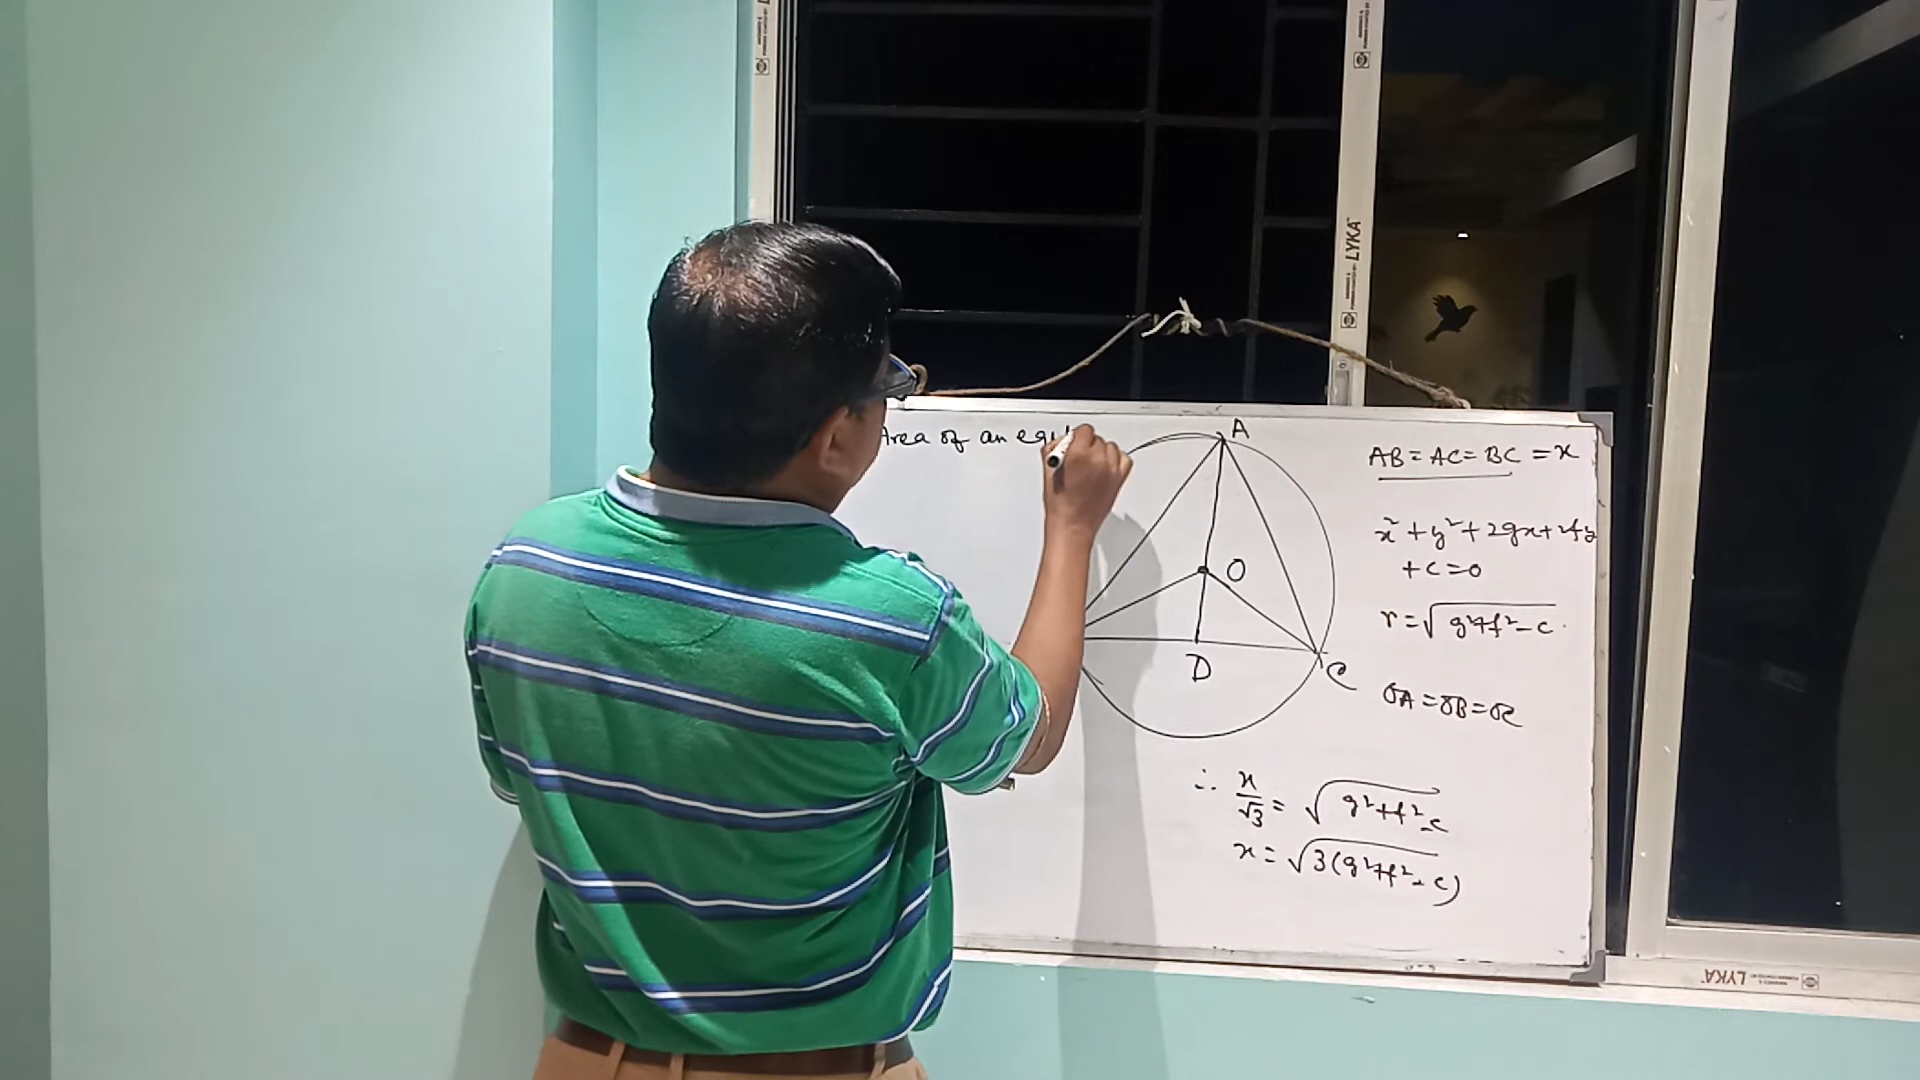 Area of an equ
A
O
D
C
AB = AC = BC = x
x² + y² + 2gx + 2fy
+ c = 0
r = √g²+f²-c
OA = OB = OC
∴ x/√3 = √g²+f²-c
x = √3(g²+f²-c)
LYKA
LYKA